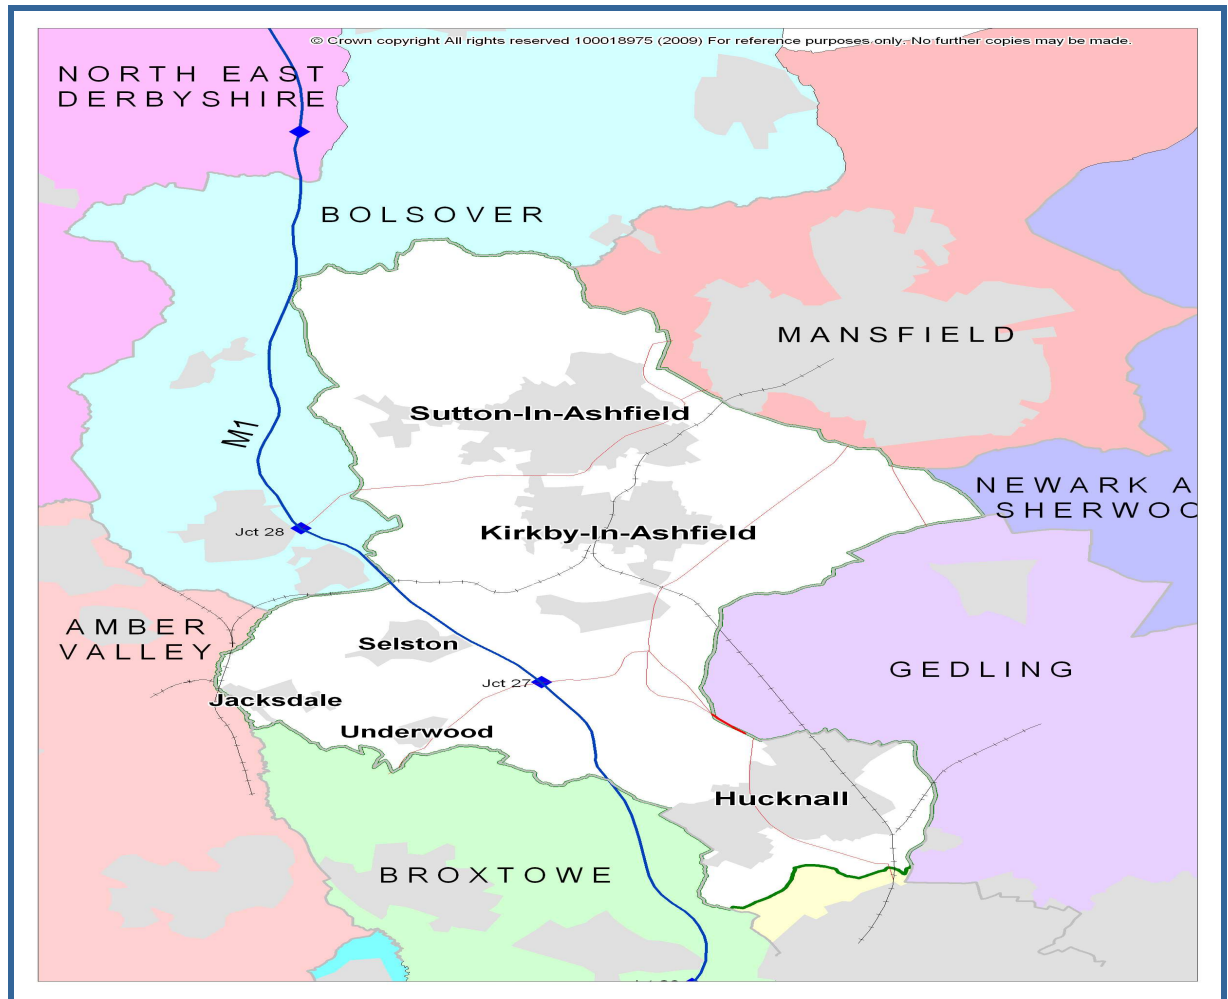 © Crown copyright All rights reserved 100018975 (2009) For reference purposes only. No further copies may be made.
NORTH EAST
DERBYSHIRE
BOLSOVER
MANSFIELD
Sutton-In-Ashfield
M1
NEWARK A
SHERWOO
Jct 28
Kirkby-In-Ashfield
AMBER
VALLEY
Selston
GEDLING
Jct 27
Jacksdale
Underwood
Hucknall
BROXTOWE